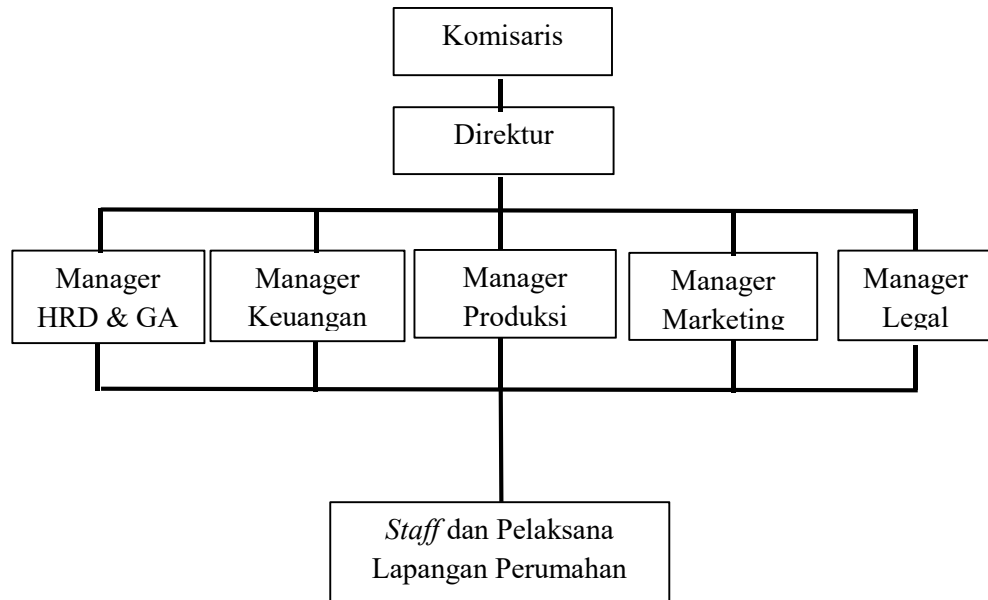 Komisaris
Direktur
Manager
HRD & GA
Manager
Keuangan
Manager
Produksi
Manager
Marketing
Manager
Legal
Staff dan Pelaksana
Lapangan Perumahan